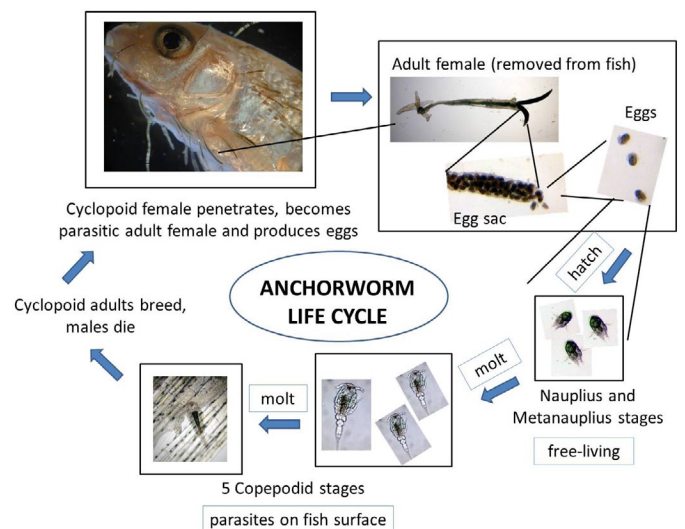 Adult female (removed from fish)
Eggs
Egg sac
Cyclopoid female penetrates, becomes
parasitic adult female and produces eggs
hatch
ANCHORWORM
LIFE CYCLE
Cyclopoid adults breed,
males die
molt
Nauplius and
Metanauplius stages
free-living
molt
5 Copepodid stages
parasites on fish surface